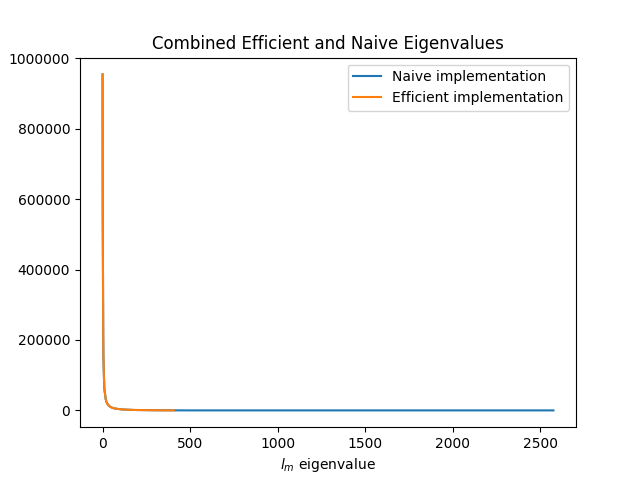 Combined Efficient and Naive Eigenvalues
1000000
800000
600000
400000
200000
0
Naive implementation
Efficient implementation
0 500 1000 1500 2000 2500
l_m eigenvalue